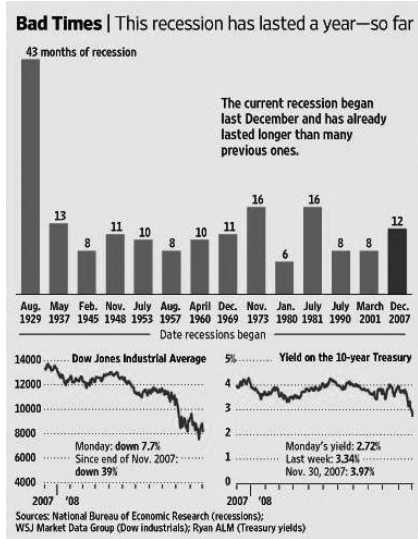 Bad Times | This recession has lasted a year—so far
43 months of recession
The current recession began
last December and has already
lasted longer than many
previous ones.
13 8 11 10 8 10 11 16 6 16 8 8 12
Aug. May Feb. Nov. July Aug. April Dec. Nov. Jan. July July March Dec.
1929 1937 1945 1948 1953 1957 1960 1969 1973 1980 1981 1990 2001 2007
Date recessions began
Dow Jones Industrial Average
14000
12000
10000
8000
6000
4000
Monday: down 7.7%
Since end of Nov. 2007:
down 39%
2007 '08
Yield on the 10-year Treasury
5%
4
3
2
1
0
Monday's yield: 2.72%
Last week: 3.34%
Nov. 30, 2007: 3.97%
2007 '08
Sources: National Bureau of Economic Research (recessions);
WSJ Market Data Group (Dow industrials); Ryan ALM (Treasury yields)